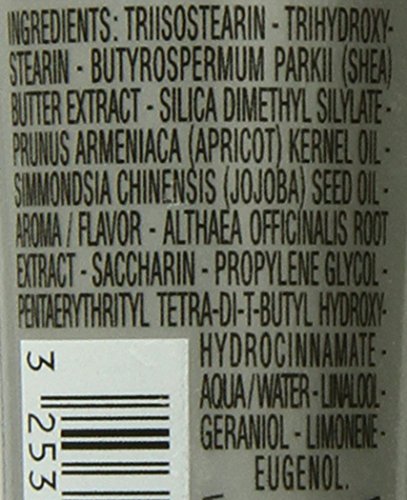 INGREDIENTS: TRIISOSTEARIN - TRIHYDROXY-
STEARIN - BUTYROSPERMUM PARKII (SHEA)
BUTTER EXTRACT - SILICA DIMETHYL SILYLATE -
PRUNUS ARMENIACA (APRICOT) KERNEL OIL -
SIMMONDSIA CHINENSIS (JOJOBA) SEED OIL -
AROMA / FLAVOR - ALTHAEA OFFICINALIS ROOT
EXTRACT - SACCHARIN - PROPYLENE GLYCOL -
PENTAERYTHRITYL TETRA-DI-T-BUTYL HYDROXY-
HYDROCINNAMATE -
AQUA / WATER - LINALOOL -
GERANIOL - LIMONENE -
EUGENOL.
3 253